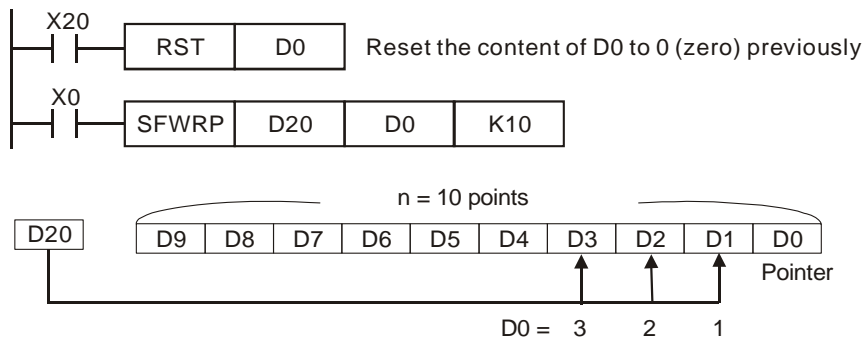 X20
RST D0 Reset the content of D0 to 0 (zero) previously
X0
SFWRP D20 D0 K10
n = 10 points
D20 D9 D8 D7 D6 D5 D4 D3 D2 D1 D0
Pointer
D0 = 3 2 1